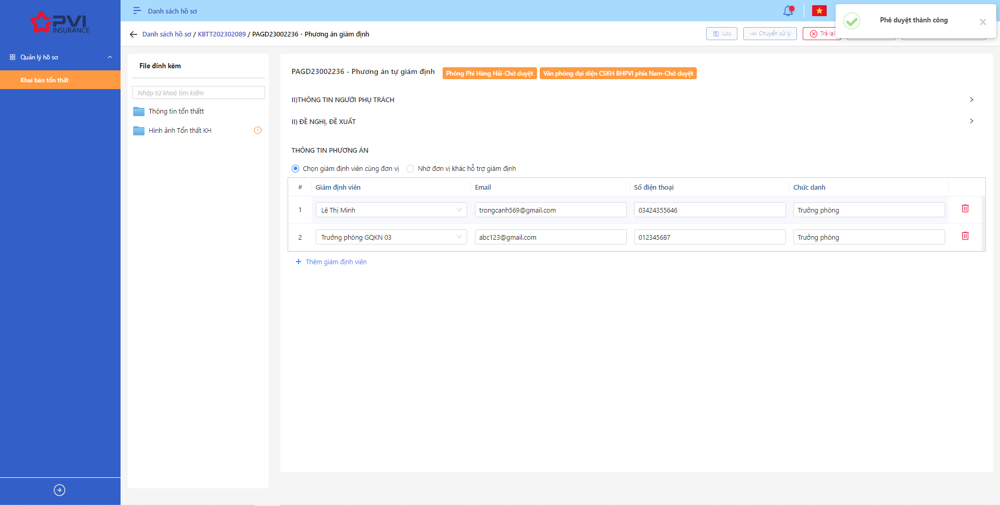 PVI
INSURANCE
Quản lý hồ sơ
Khai báo tổn thất
Danh sách hồ sơ
Phê duyệt thành công
Danh sách hồ sơ / KBTT202302089 / PAGD23002236 - Phương án giám định
Lưu
Chuyển xử lý
Trả lại
File đính kèm
Nhập từ khoá tìm kiếm
Thông tin tổn thấtt
Hình ảnh Tổn thất KH
PAGD23002236 - Phương án tự giám định
Phòng Phi Hàng Hải-Chờ duyệt
Văn phòng đại diện CSKH BHPVI phía Nam-Chờ duyệt
II)THÔNG TIN NGƯỜI PHỤ TRÁCH
II) ĐỀ NGHỊ, ĐỀ XUẤT
THÔNG TIN PHƯƠNG ÁN
Chọn giám định viên cùng đơn vị
Nhờ đơn vị khác hỗ trợ giám định
# Giám định viên Email Số điện thoại Chức danh
1 Lê Thị Minh trongcanh569@gmail.com 03424355646 Trưởng phòng
2 Trưởng phòng GQKN 03 abc123@gmail.com 012345687 Trưởng phòng
+ Thêm giám định viên